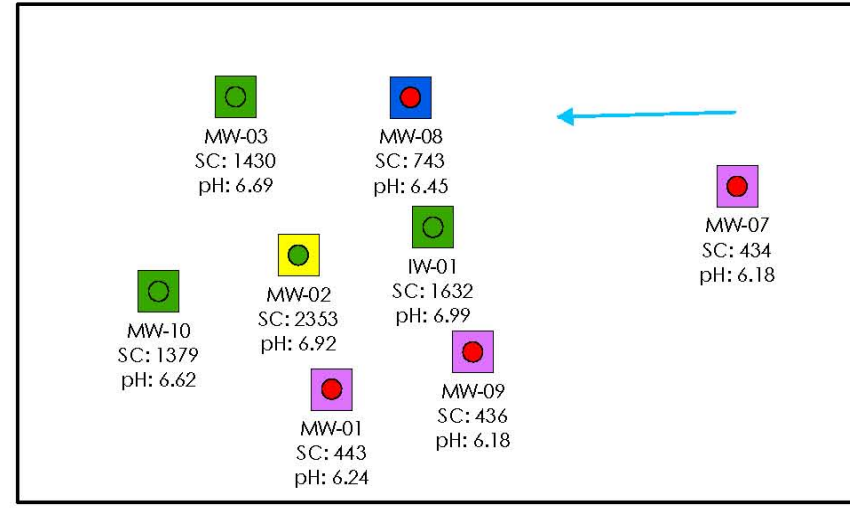 MW-03
SC: 1430
pH: 6.69
MW-08
SC: 743
pH: 6.45
MW-07
SC: 434
pH: 6.18
IW-01
SC: 1632
pH: 6.99
MW-02
SC: 2353
pH: 6.92
MW-10
SC: 1379
pH: 6.62
MW-09
SC: 436
pH: 6.18
MW-01
SC: 443
pH: 6.24